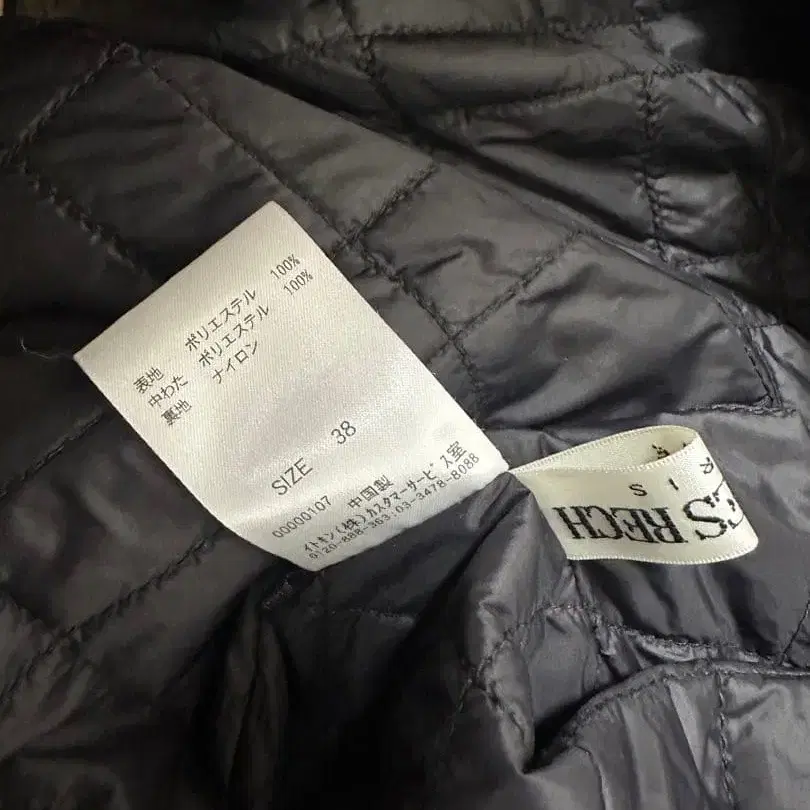 表地 ポリエステル 100%
中わた ポリエステル 100%
裏地 ナイロン
SIZE 38
00000107 中国製
イトキン(株)カスタマーサービス室
0120-888-363:03-3478-8088
RECH